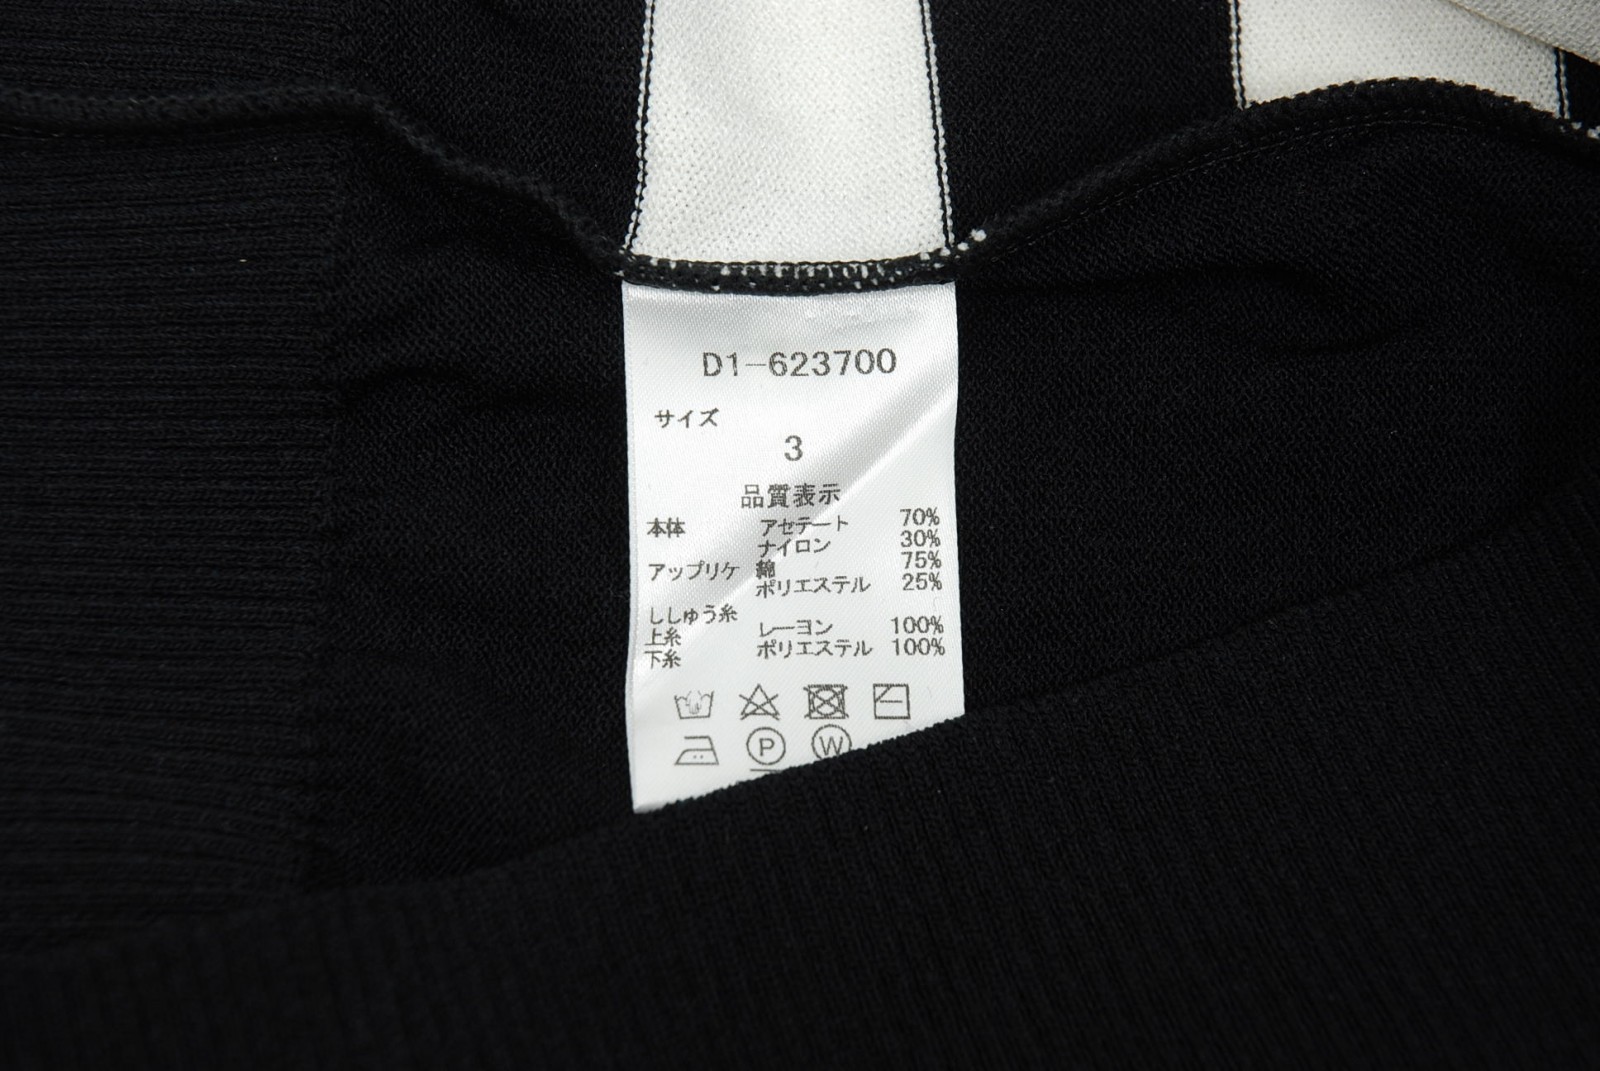 D1-623700
サイズ
3
品質表示
本体 アセテート 70%
ナイロン 30%
アップリケ 綿 75%
ポリエステル 25%
ししゅう糸
上糸 レーヨン 100%
下糸 ポリエステル 100%
P W